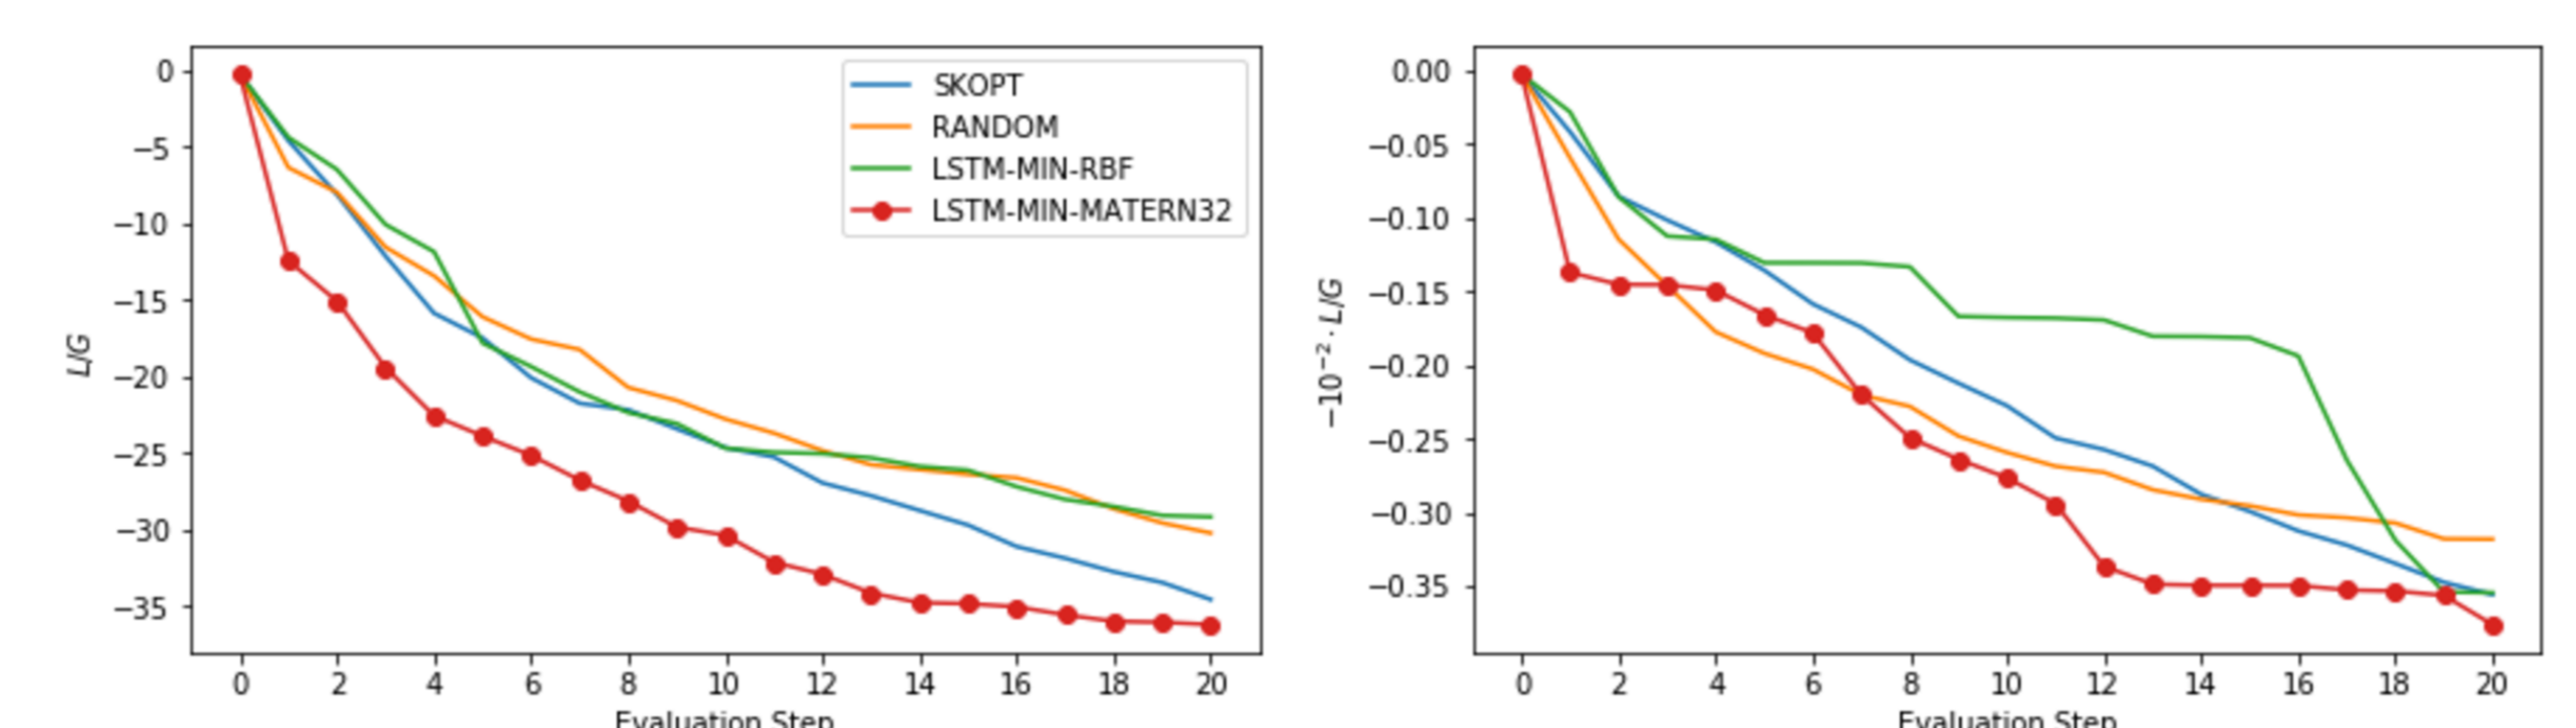 0
−5
−10
−15
−20
−25
−30
−35
L/G
SKOPT
RANDOM
LSTM-MIN-RBF
LSTM-MIN-MATERN32
0 2 4 6 8 10 12 14 16 18 20
Evaluation Step
0.00
−0.05
−0.10
−0.15
−0.20
−0.25
−0.30
−0.35
−10⁻² · L/G
0 2 4 6 8 10 12 14 16 18 20
Evaluation Step